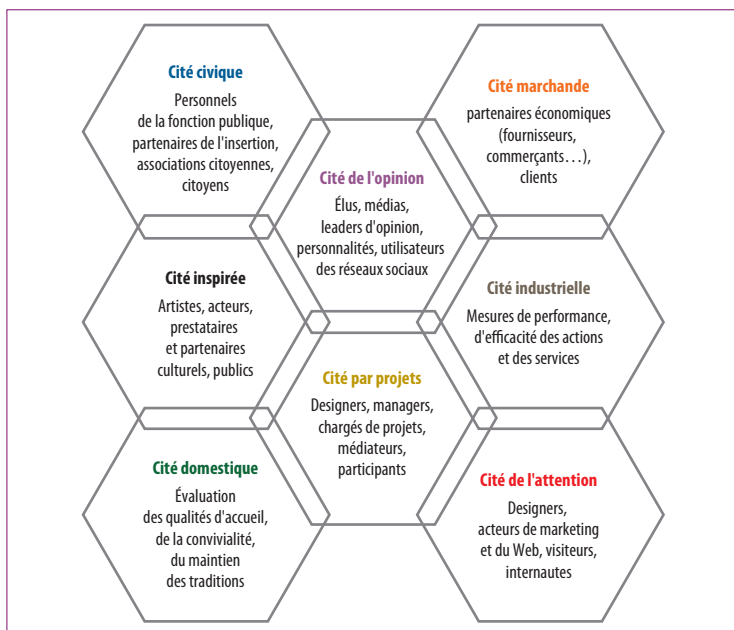 Cité civique
Personnels
de la fonction publique,
partenaires de l'insertion,
associations citoyennes,
citoyens
Cité marchande
partenaires économiques
(fournisseurs,
commerçants…),
clients
Cité de l'opinion
Élus, médias,
leaders d'opinion,
personnalités, utilisateurs
des réseaux sociaux
Cité inspirée
Artistes, acteurs,
prestataires
et partenaires
culturels, publics
Cité industrielle
Mesures de performance,
d'efficacité des actions
et des services
Cité par projets
Designers, managers,
chargés de projets,
médiateurs,
participants
Cité domestique
Évaluation
des qualités d'accueil,
de la convivialité,
du maintien
des traditions
Cité de l'attention
Designers,
acteurs de marketing
et du Web, visiteurs,
internautes